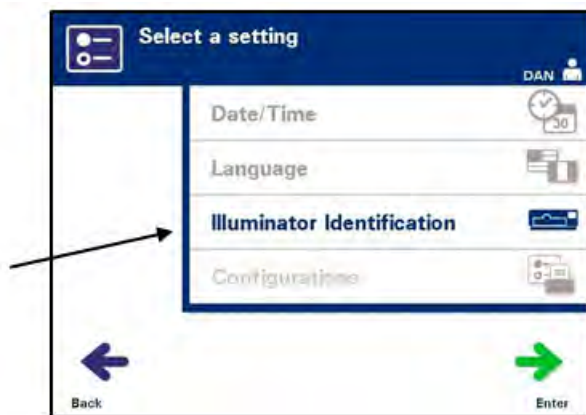 Select a setting
DAN
Date/Time
30
Language
Illuminator Identification
Configurations
Back
Enter